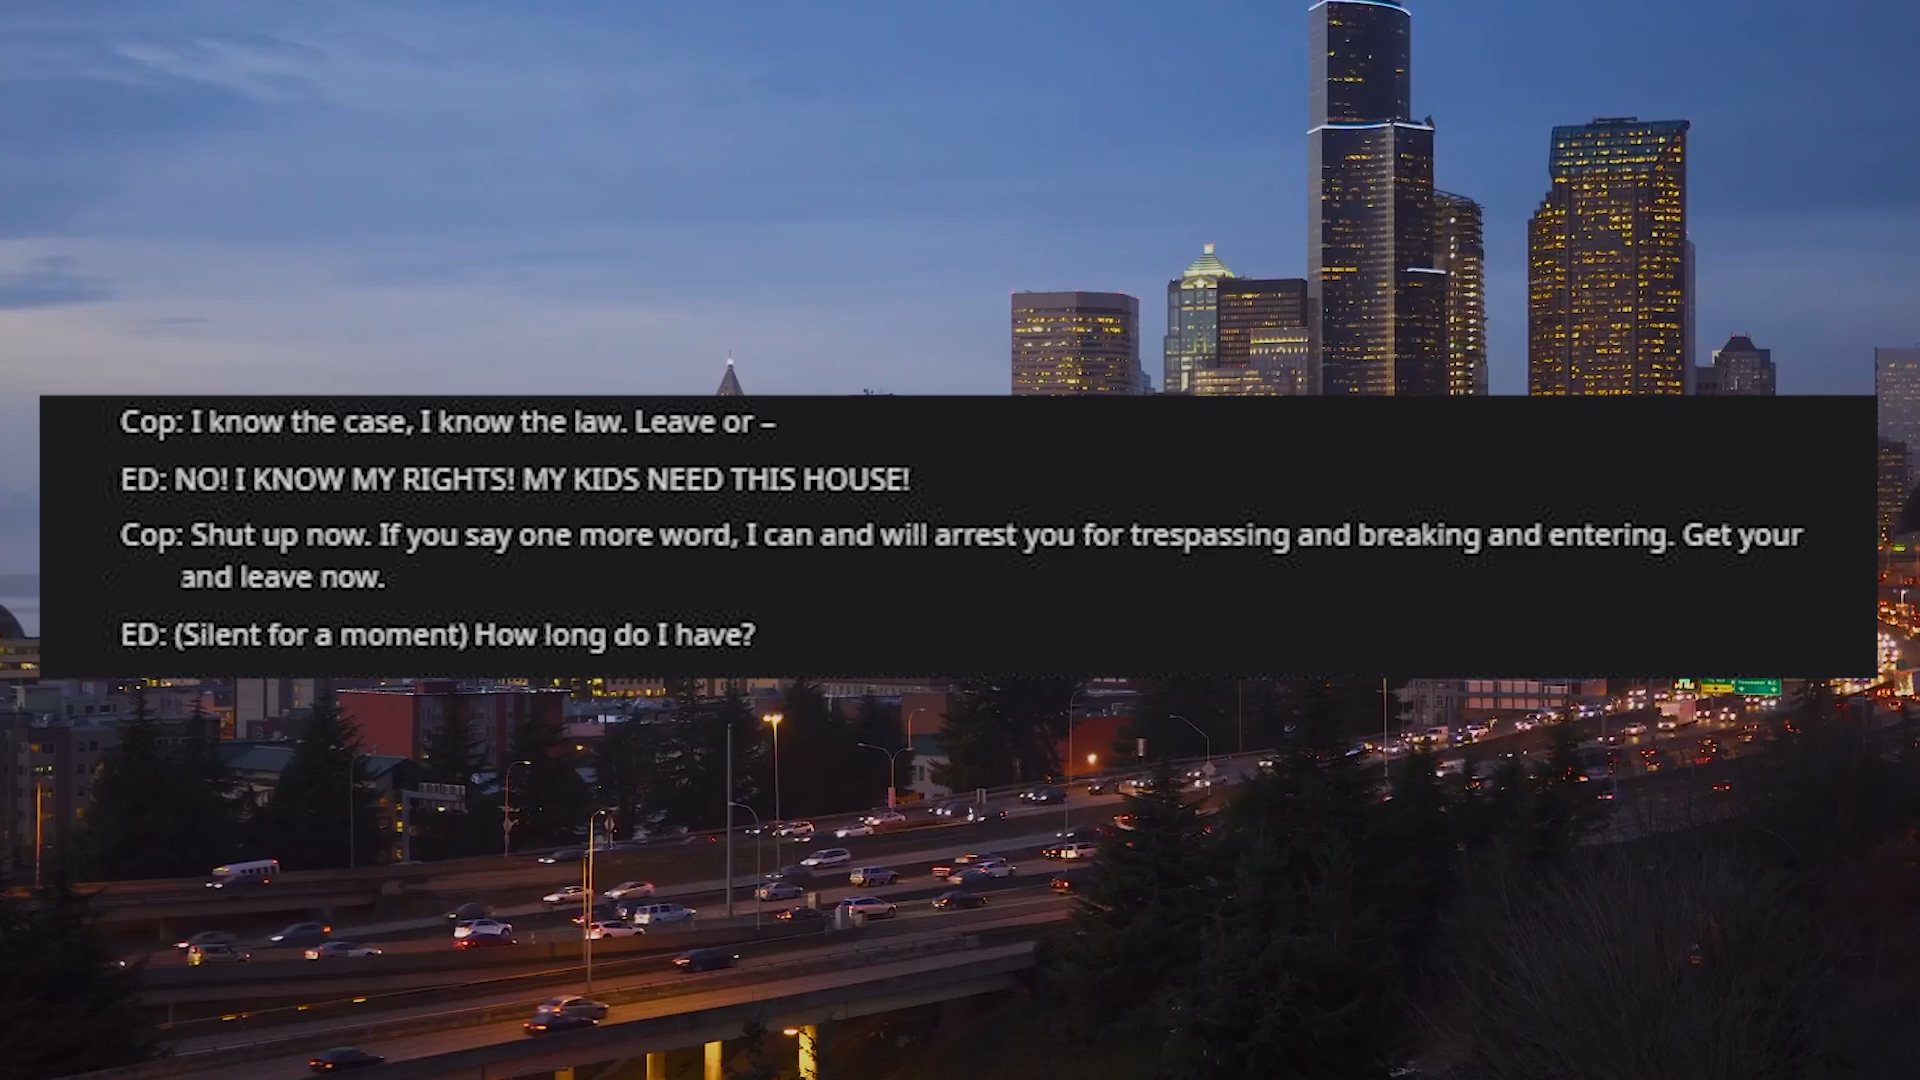 Cop: I know the case, I know the law. Leave or –
ED: NO! I KNOW MY RIGHTS! MY KIDS NEED THIS HOUSE!
Cop: Shut up now. If you say one more word, I can and will arrest you for trespassing and breaking and entering. Get your
and leave now.
ED: (Silent for a moment) How long do I have?